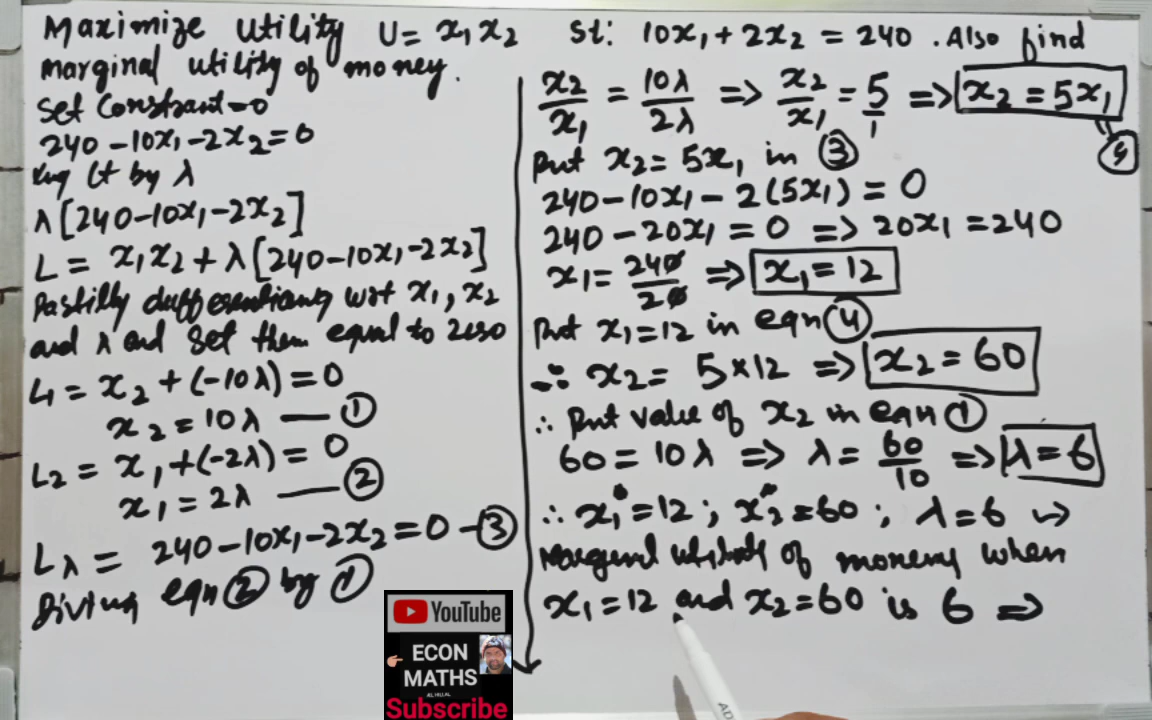 Maximize utility U = x₁x₂ St: 10x₁ + 2x₂ = 240 . Also find
marginal utility of money.
Set Constraint = 0
240 - 10x₁ - 2x₂ = 0
by λ
λ[240-10x₁-2x₂]
L = x₁x₂ + λ[240-10x₁-2x₂]
wrt x₁, x₂
and λ and Set them equal to zero
L₁ = x₂ + (-10λ) = 0
x₂ = 10λ — ①
L₂ = x₁ + (-2λ) = 0
x₁ = 2λ — ②
Lλ = 240 - 10x₁ - 2x₂ = 0 - ③
eqn ② by ①
x₂/x₁ = 10λ/2λ => x₂/x₁ = 5/1 => x₂ = 5x₁
④
Put x₂ = 5x₁ in ③
240 - 10x₁ - 2(5x₁) = 0
240 - 20x₁ = 0 => 20x₁ = 240
x₁ = 240/20 => x₁ = 12
Put x₁ = 12 in eqn ④
∴ x₂ = 5×12 => x₂ = 60
∴ Put value of x₂ in eqn ①
60 = 10λ => λ = 60/10 => λ = 6
∴ x₁* = 12 ; x₂* = 60 ; λ = 6 ↪
of money when
x₁ = 12 and x₂ = 60 is 6 =>
YouTube
ECON
MATHS
Subscribe